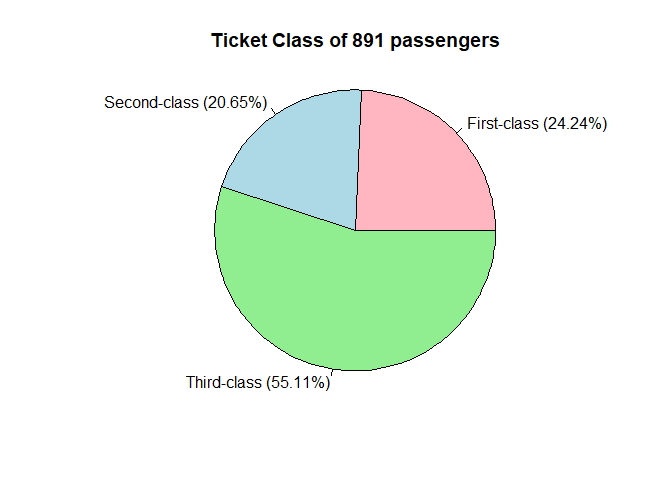 Ticket Class of 891 passengers
Second-class (20.65%)
First-class (24.24%)
Third-class (55.11%)